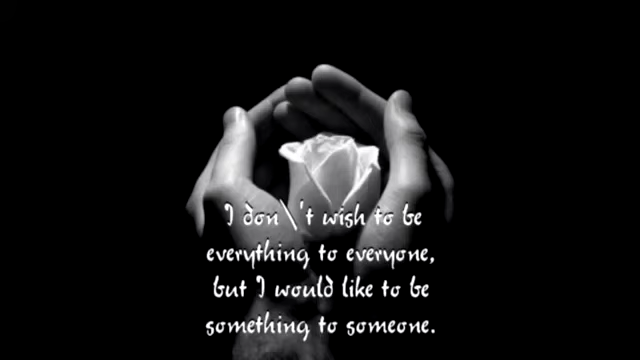 I don\'t wish to be
everything to everyone,
but I would like to be
something to someone.